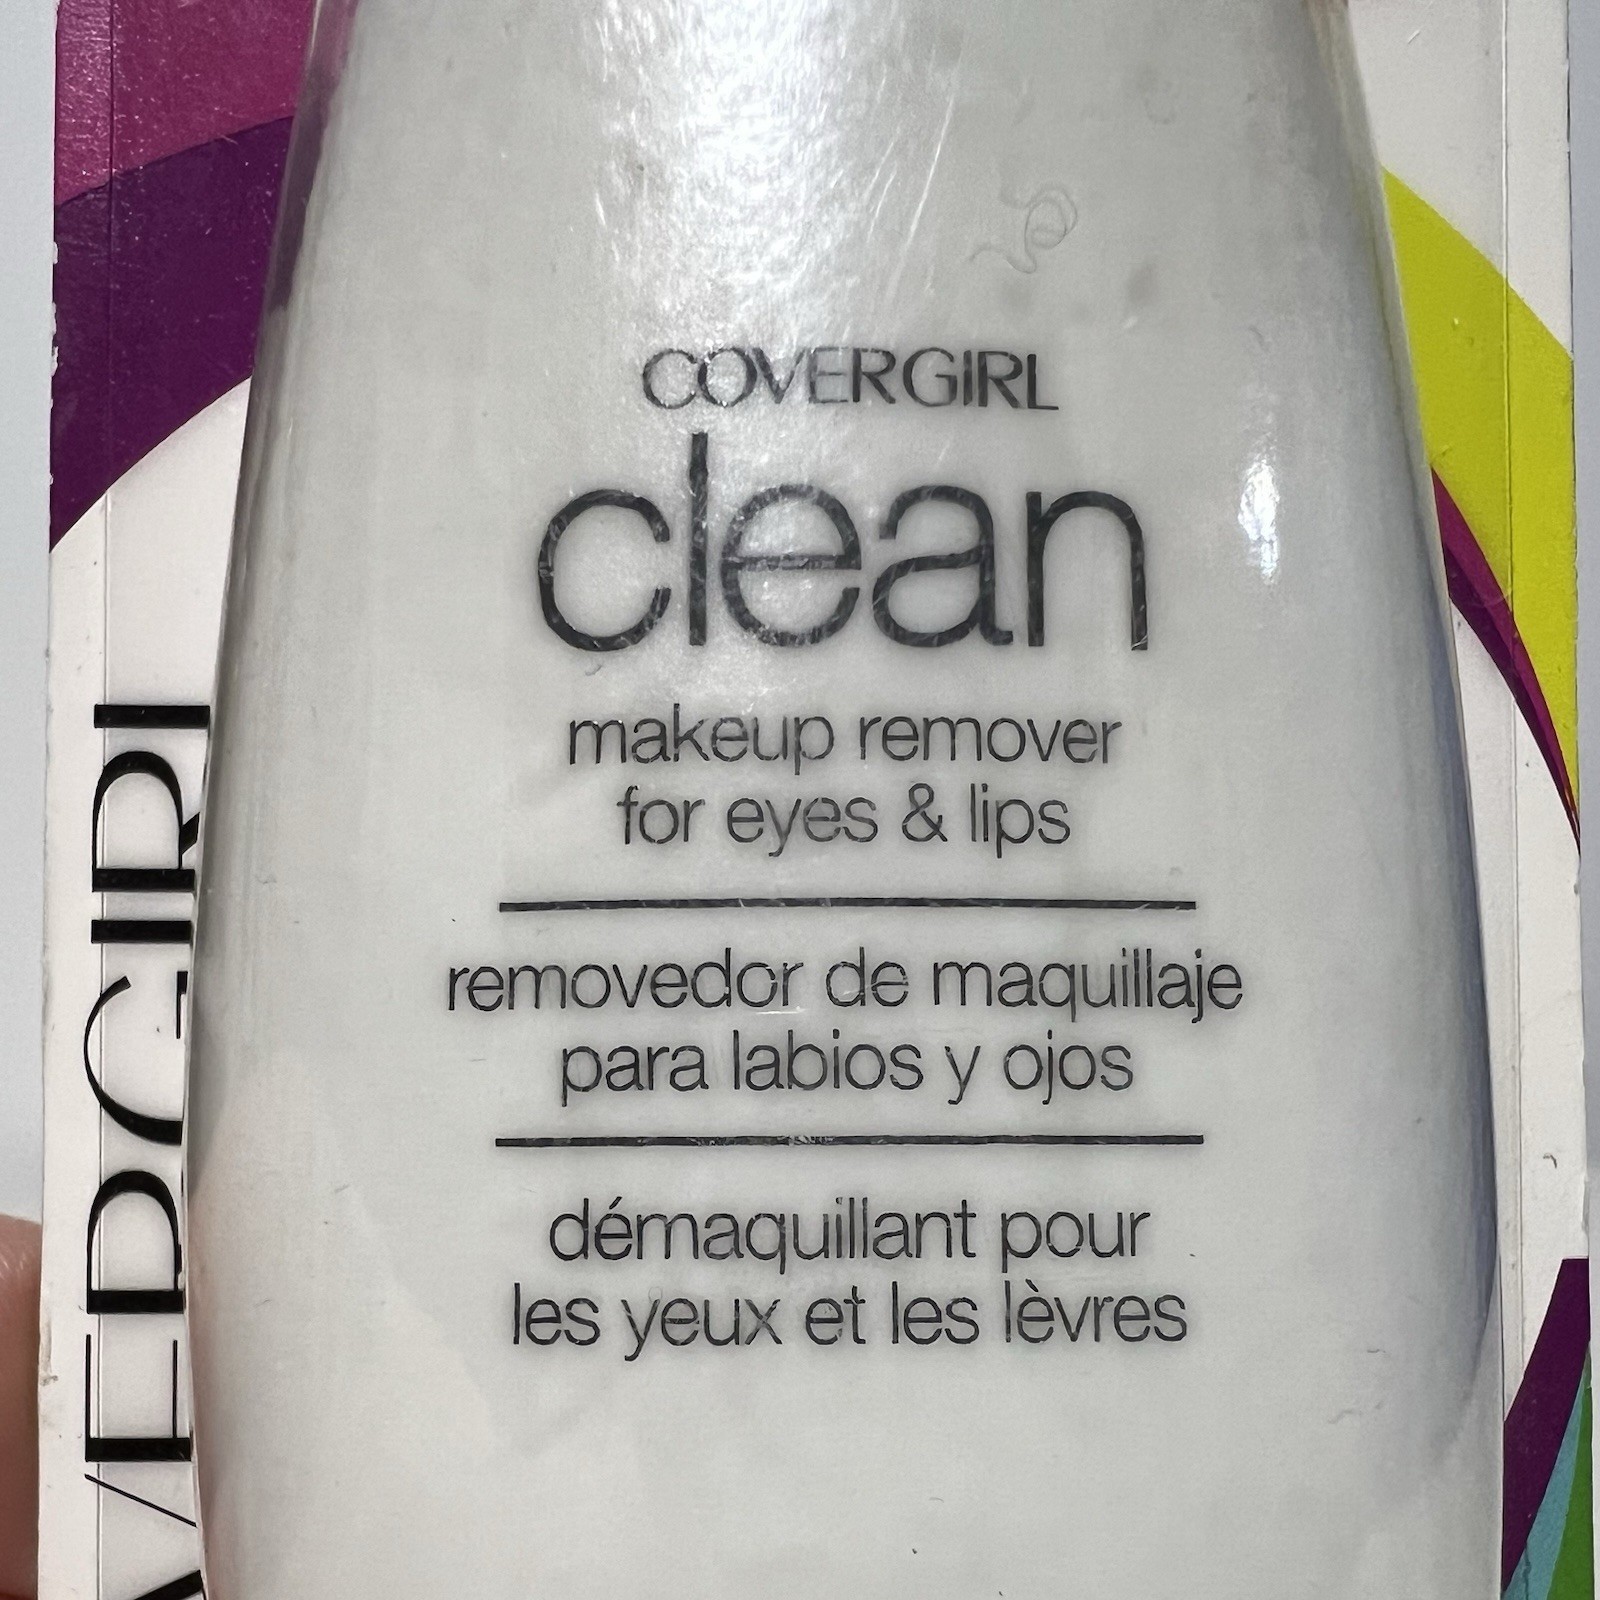 COVERGIRL
clean
makeup remover
for eyes & lips
removedor de maquillaje
para labios y ojos
démaquillant pour
les yeux et les lèvres
VERGIRL